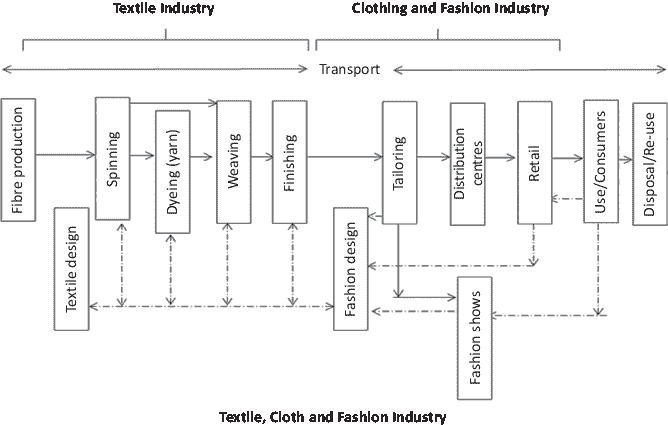 Textile Industry
Clothing and Fashion Industry
Transport
Fibre production
Spinning
Dyeing (yarn)
Weaving
Finishing
Tailoring
Distribution
centres
Retail
Use/Consumers
Disposal/Re-use
Textile design
Fashion design
Fashion shows
Textile, Cloth and Fashion Industry